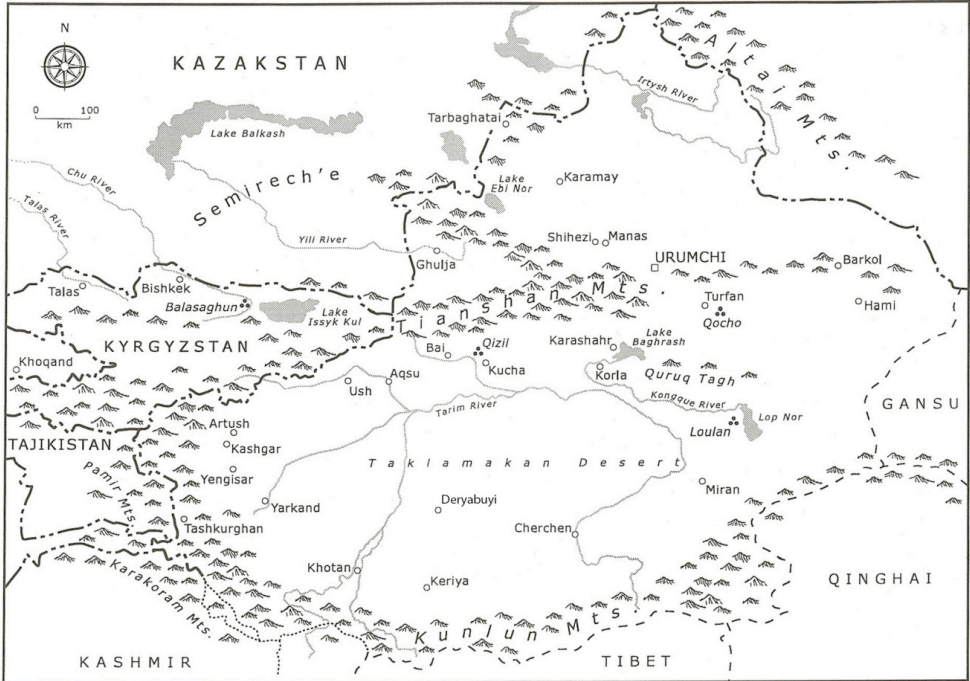 N
KAZAKSTAN
0 100
km
Altai Mts.
Irtysh River
Lake Balkash
Tarbaghatai
Chu River
Semirech'e
Lake
Ebi Nor
Karamay
Talas River
Yili River
Shihezi
Manas
Ghulja
URUMCHI
Barkol
Talas
Bishkek
Balasaghun
Lake
Issyk Kul
Tianshan Mts.
Turfan
Qocho
Hami
KYRGYZSTAN
Khoqand
Bai
Qizil
Kucha
Karashahr
Lake
Baghrash
Korla
Quruq Tagh
Ush
Aqsu
Tarim River
Kongque River
Lop Nor
GANSU
Artush
TAJIKISTAN
Kashgar
Loulan
Yengisar
Taklamakan Desert
Pamir Mts.
Yarkand
Deryabuyi
Miran
Tashkurghan
Cherchen
Khotan
Karakoram Mts.
Keriya
QINGHAI
Kunlun Mts.
KASHMIR
TIBET